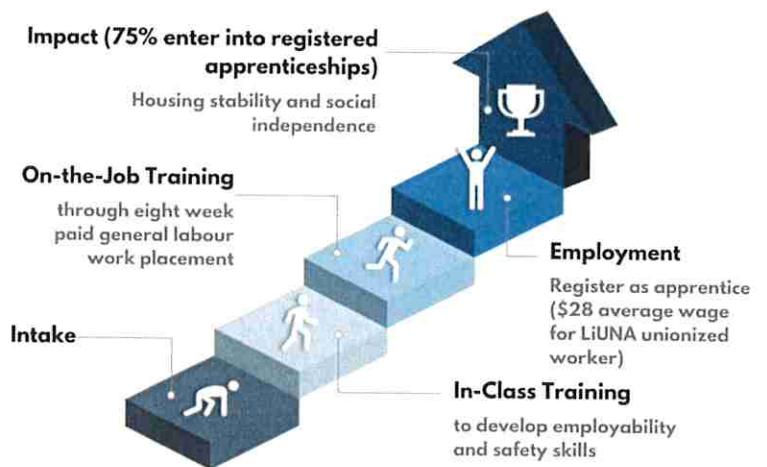 Impact (75% enter into registered
apprenticeships)
Housing stability and social
independence
On-the-Job Training
through eight week
paid general labour
work placement
Employment
Register as apprentice
($28 average wage
for LiUNA unionized
worker)
Intake
In-Class Training
to develop employability
and safety skills